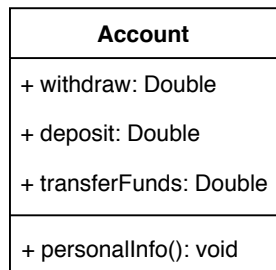 Account
+ withdraw: Double
+ deposit: Double
+ transferFunds: Double
+ personalInfo(): void